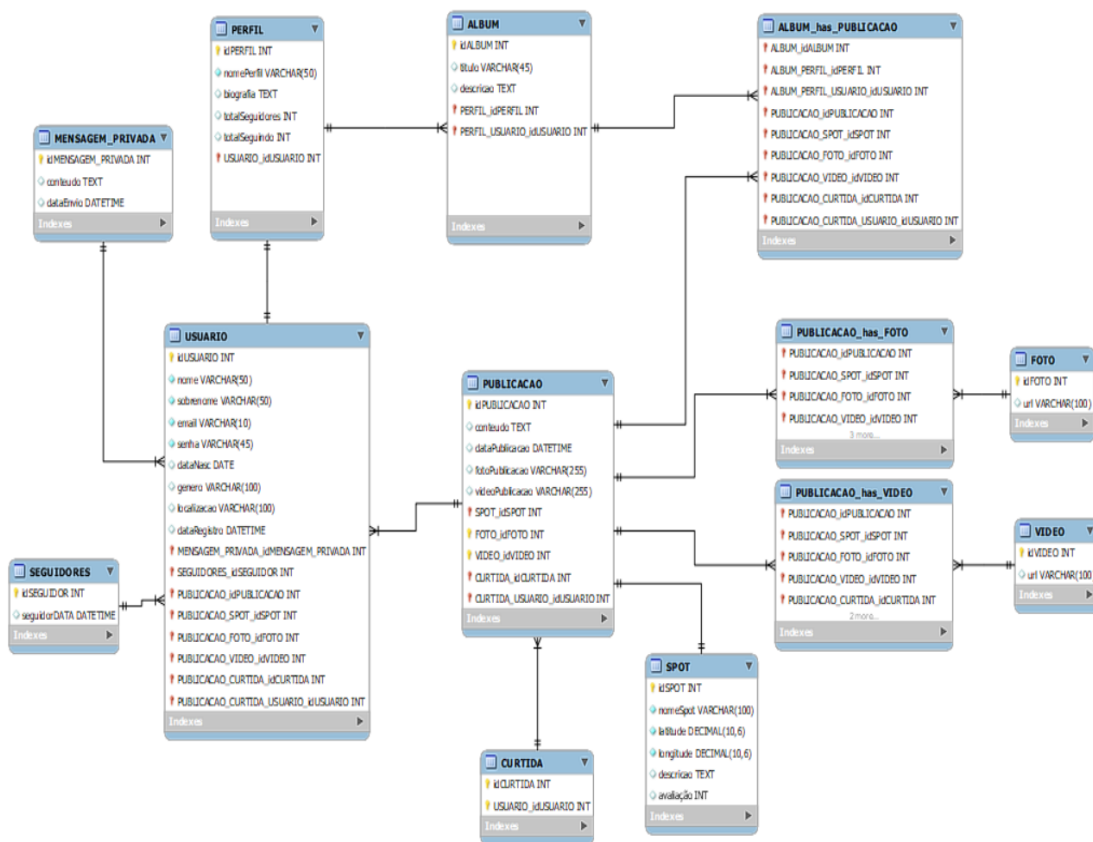 PERFIL
idPERFIL INT
nomePerfil VARCHAR(50)
biografia TEXT
totalSeguidores INT
totalSeguindo INT
USUARIO_idUSUARIO INT
Indexes
ALBUM
idALBUM INT
titulo VARCHAR(45)
descricao TEXT
PERFIL_idPERFIL INT
PERFIL_USUARIO_idUSUARIO INT
Indexes
ALBUM_has_PUBLICACAO
ALBUM_idALBUM INT
ALBUM_PERFIL_idPERFIL INT
ALBUM_PERFIL_USUARIO_idUSUARIO INT
PUBLICACAO_idPUBLICACAO INT
PUBLICACAO_SPOT_idSPOT INT
PUBLICACAO_FOTO_idFOTO INT
PUBLICACAO_VIDEO_idVIDEO INT
PUBLICACAO_CURTIDA_idCURTIDA INT
PUBLICACAO_CURTIDA_USUARIO_idUSUARIO INT
Indexes
MENSAGEM_PRIVADA
idMENSAGEM_PRIVADA INT
conteudo TEXT
dataEnvio DATETIME
Indexes
USUARIO
idUSUARIO INT
nome VARCHAR(50)
sobrenome VARCHAR(50)
email VARCHAR(10)
senha VARCHAR(45)
dataNasc DATE
genero VARCHAR(100)
localizacao VARCHAR(100)
dataRegistro DATETIME
MENSAGEM_PRIVADA_idMENSAGEM_PRIVADA INT
SEGUIDORES_idSEGUIDOR INT
PUBLICACAO_idPUBLICACAO INT
PUBLICACAO_SPOT_idSPOT INT
PUBLICACAO_FOTO_idFOTO INT
PUBLICACAO_VIDEO_idVIDEO INT
PUBLICACAO_CURTIDA_idCURTIDA INT
PUBLICACAO_CURTIDA_USUARIO_idUSUARIO INT
Indexes
PUBLICACAO
idPUBLICACAO INT
conteudo TEXT
dataPublicacao DATETIME
fotoPublicacao VARCHAR(255)
videoPublicacao VARCHAR(255)
SPOT_idSPOT INT
FOTO_idFOTO INT
VIDEO_idVIDEO INT
CURTIDA_idCURTIDA INT
CURTIDA_USUARIO_idUSUARIO INT
Indexes
PUBLICACAO_has_FOTO
PUBLICACAO_idPUBLICACAO INT
PUBLICACAO_SPOT_idSPOT INT
PUBLICACAO_FOTO_idFOTO INT
PUBLICACAO_VIDEO_idVIDEO INT
3 more...
Indexes
FOTO
idFOTO INT
url VARCHAR(100)
Indexes
PUBLICACAO_has_VIDEO
PUBLICACAO_idPUBLICACAO INT
PUBLICACAO_SPOT_idSPOT INT
PUBLICACAO_FOTO_idFOTO INT
PUBLICACAO_VIDEO_idVIDEO INT
PUBLICACAO_CURTIDA_idCURTIDA INT
2 more...
Indexes
VIDEO
idVIDEO INT
url VARCHAR(100)
Indexes
SEGUIDORES
idSEGUIDOR INT
seguidorDATA DATETIME
Indexes
SPOT
idSPOT INT
nomeSpot VARCHAR(100)
latitude DECIMAL(10,6)
longitude DECIMAL(10,6)
descricao TEXT
avaliação INT
Indexes
CURTIDA
idCURTIDA INT
USUARIO_idUSUARIO INT
Indexes